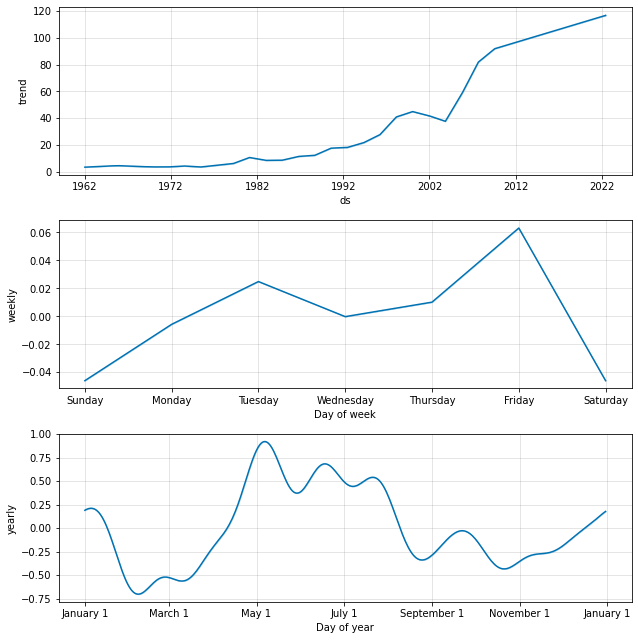 120
100
80
60
40
20
0
trend
1962 1972 1982 1992 2002 2012 2022
ds
0.06
0.04
0.02
0.00
−0.02
−0.04
weekly
Sunday Monday Tuesday Wednesday Thursday Friday Saturday
Day of week
1.00
0.75
0.50
0.25
0.00
−0.25
−0.50
−0.75
yearly
January 1 March 1 May 1 July 1 September 1 November 1 January 1
Day of year